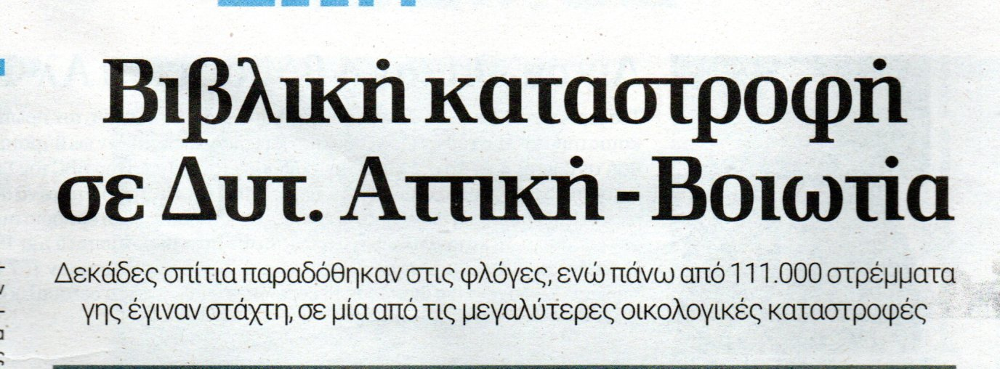 Βιβλική καταστροφή
σε Δυτ. Αττική - Βοιωτία
Δεκάδες σπίτια παραδόθηκαν στις φλόγες, ενώ πάνω από 111.000 στρέμματα
γης έγιναν στάχτη, σε μία από τις μεγαλύτερες οικολογικές καταστροφές